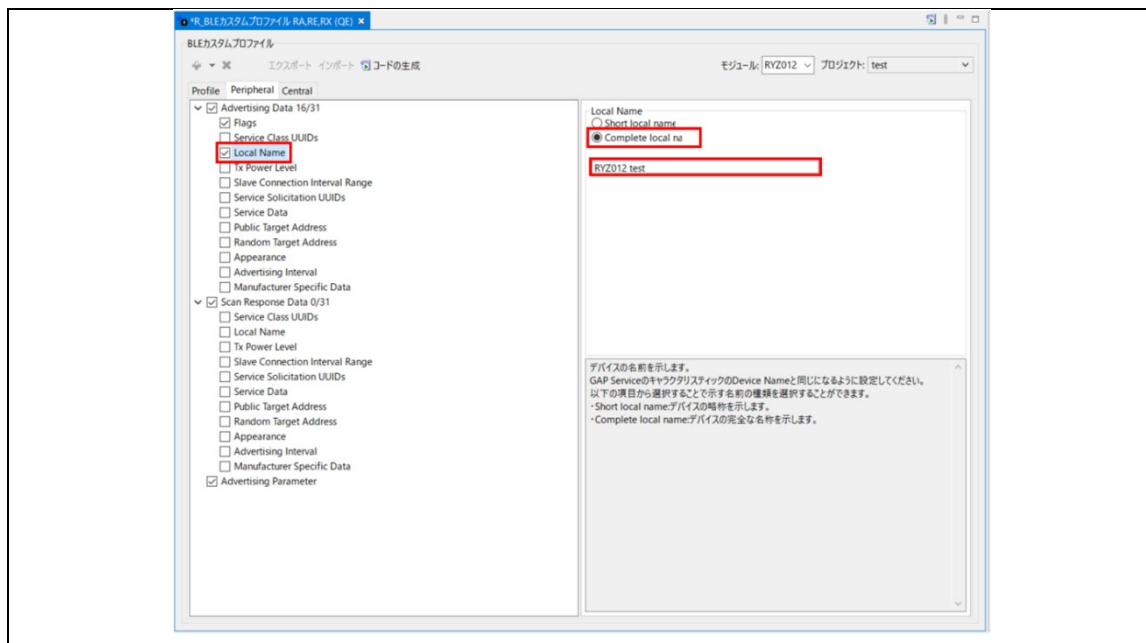 *R_BLEカスタムプロファイル RA,RE,RX (QE)
BLEカスタムプロファイル
エクスポート インポート コードの生成
モジュール: RYZ012 プロジェクト: test
Profile Peripheral Central
Advertising Data 16/31
Flags
Service Class UUIDs
Local Name
Tx Power Level
Slave Connection Interval Range
Service Solicitation UUIDs
Service Data
Public Target Address
Random Target Address
Appearance
Advertising Interval
Manufacturer Specific Data
Scan Response Data 0/31
Service Class UUIDs
Local Name
Tx Power Level
Slave Connection Interval Range
Service Solicitation UUIDs
Service Data
Public Target Address
Random Target Address
Appearance
Advertising Interval
Manufacturer Specific Data
Advertising Parameter
Local Name
Short local name
Complete local na
RYZ012 test
デバイスの名前を示します。
GAP ServiceのキャラクタリスティックのDevice Nameと同じになるように設定してください。
以下の項目から選択することで示す名前の種類を選択することができます。
・Short local name:デバイスの略称を示します。
・Complete local name:デバイスの完全な名称を示します。